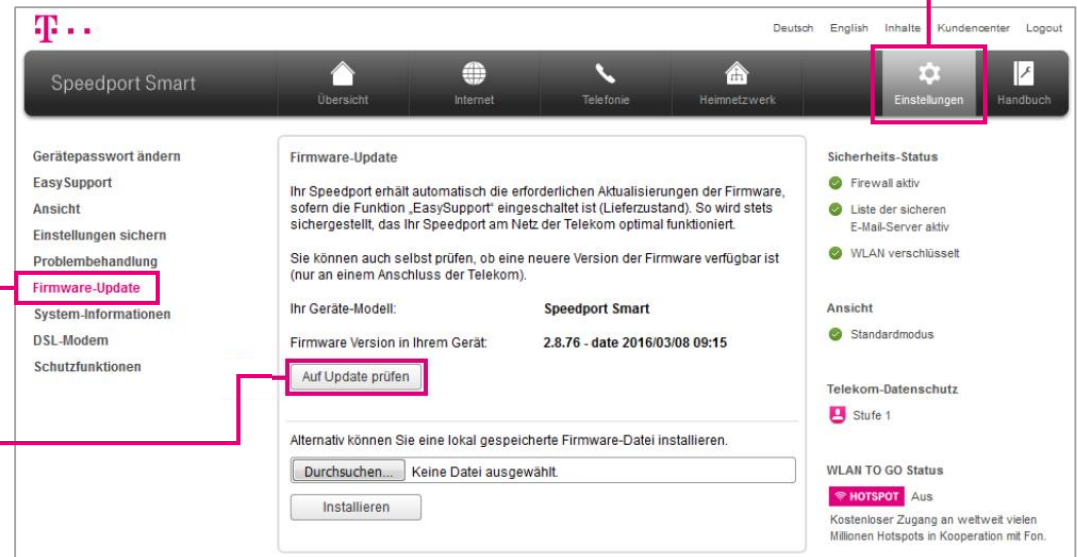 T
Deutsch English Inhalte Kundencenter Logout
Speedport Smart
Übersicht Internet Telefonie Heimnetzwerk Einstellungen Handbuch
Gerätepasswort ändern
EasySupport
Ansicht
Einstellungen sichern
Problembehandlung
Firmware-Update
System-Informationen
DSL-Modem
Schutzfunktionen
Firmware-Update
Ihr Speedport erhält automatisch die erforderlichen Aktualisierungen der Firmware,
sofern die Funktion „EasySupport“ eingeschaltet ist (Lieferzustand). So wird stets
sichergestellt, das Ihr Speedport am Netz der Telekom optimal funktioniert.
Sie können auch selbst prüfen, ob eine neuere Version der Firmware verfügbar ist
(nur an einem Anschluss der Telekom).
Ihr Geräte-Modell: Speedport Smart
Firmware Version in Ihrem Gerät: 2.8.76 - date 2016/03/08 09:15
Auf Update prüfen
Alternativ können Sie eine lokal gespeicherte Firmware-Datei installieren.
Durchsuchen... Keine Datei ausgewählt.
Installieren
Sicherheits-Status
Firewall aktiv
Liste der sicheren
E-Mail-Server aktiv
WLAN verschlüsselt
Ansicht
Standardmodus
Telekom-Datenschutz
Stufe 1
WLAN TO GO Status
HOTSPOT Aus
Kostenloser Zugang an weltweit vielen
Millionen Hotspots in Kooperation mit Fon.